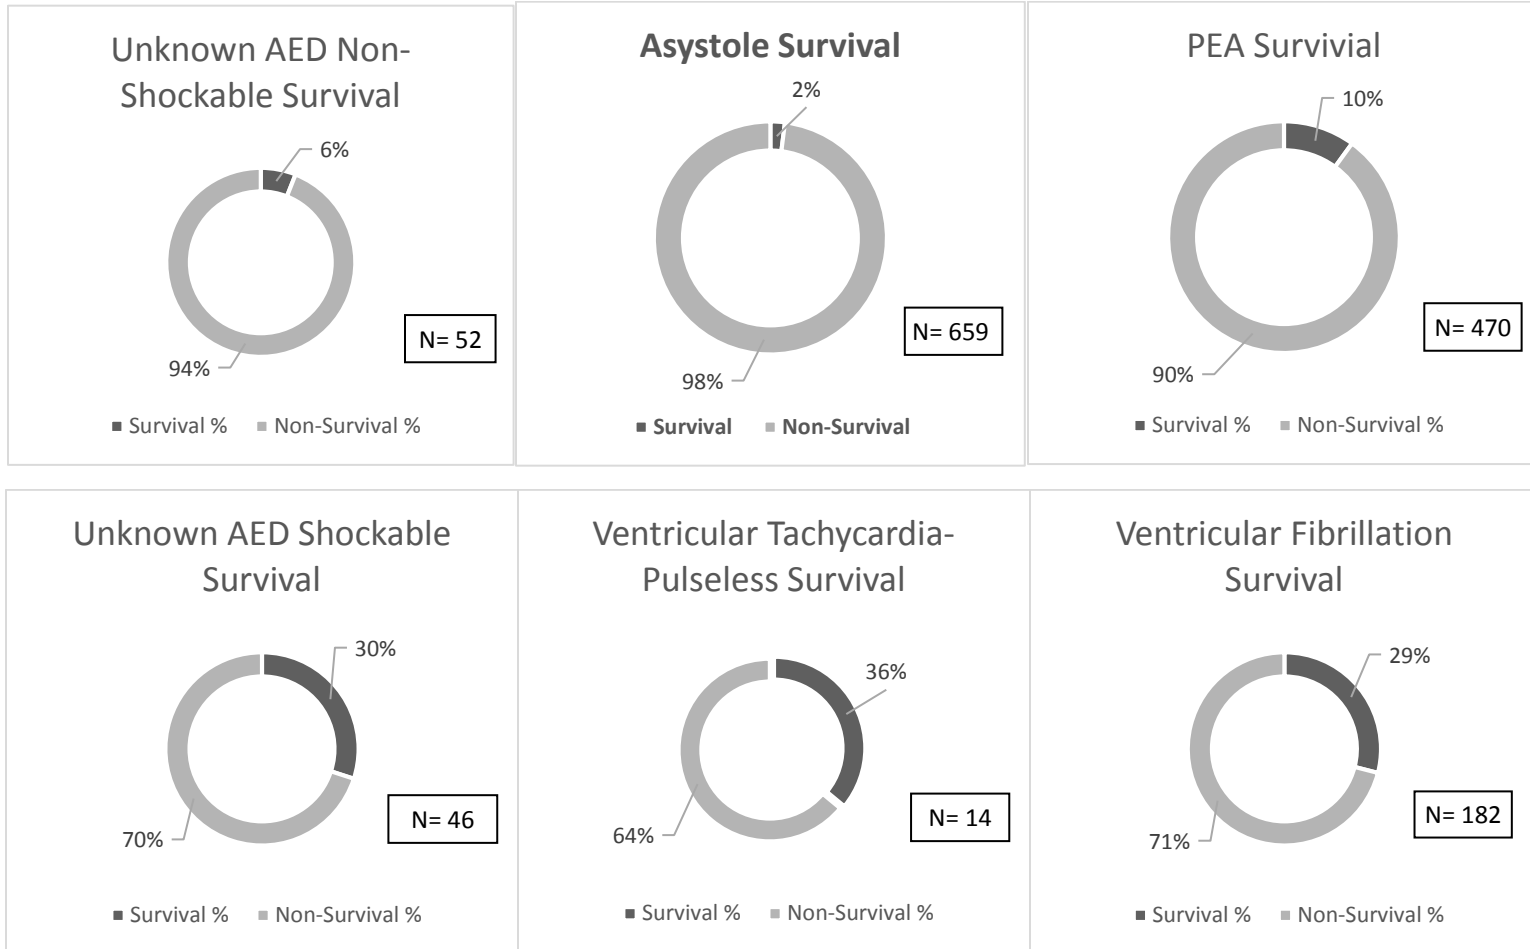 Unknown AED Non-
Shockable Survival
6%
94%
N= 52
■ Survival % ■ Non-Survival %
Asystole Survival
2%
98%
N= 659
■ Survival ■ Non-Survival
PEA Survivial
10%
90%
N= 470
■ Survival % ■ Non-Survival %
Unknown AED Shockable
Survival
30%
70%
N= 46
■ Survival % ■ Non-Survival %
Ventricular Tachycardia-
Pulseless Survival
36%
64%
N= 14
■ Survival % ■ Non-Survival %
Ventricular Fibrillation
Survival
29%
71%
N= 182
■ Survival % ■ Non-Survival %